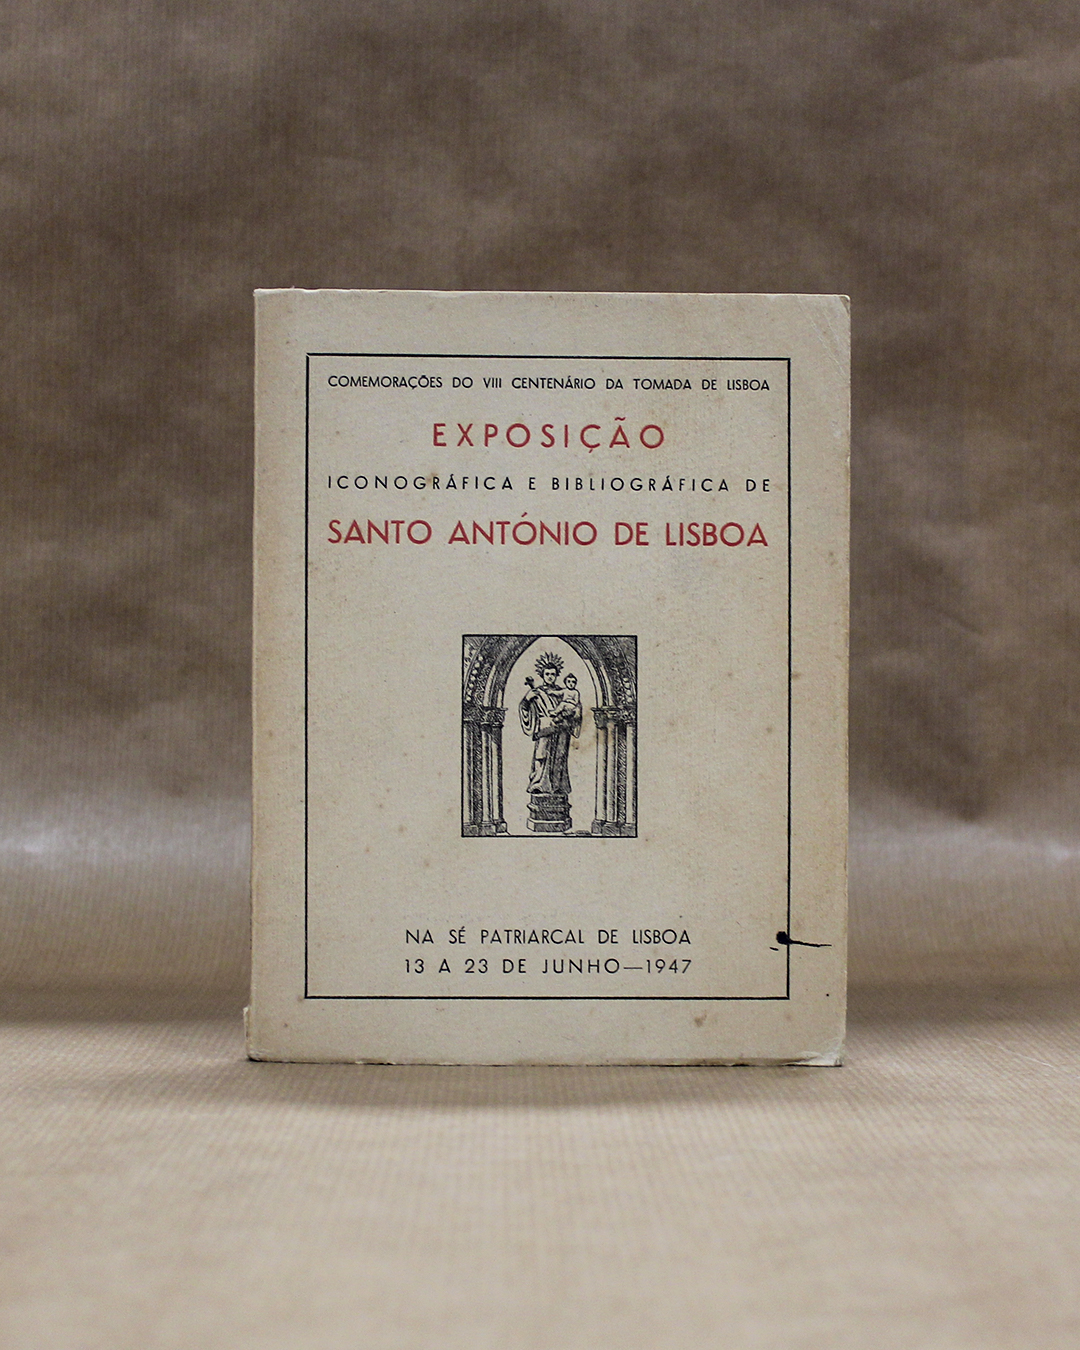 COMEMORAÇÕES DO VIII CENTENÁRIO DA TOMADA DE LISBOA
EXPOSIÇÃO
ICONOGRÁFICA E BIBLIOGRÁFICA DE
SANTO ANTÓNIO DE LISBOA
NA SÉ PATRIARCAL DE LISBOA
13 A 23 DE JUNHO—1947